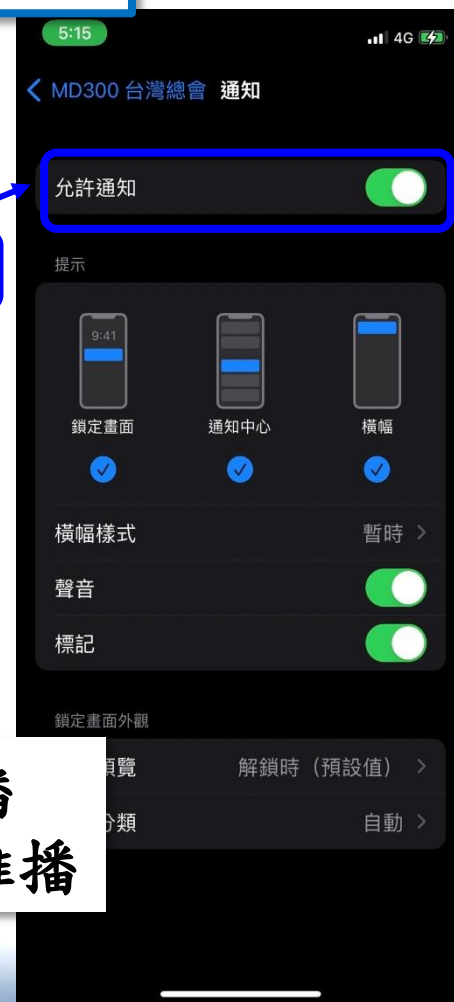 5:15
4G
MD300 台灣總會 通知
允許通知
提示
9:41
鎖定畫面 通知中心 橫幅
橫幅樣式 暫時
聲音
標記
鎖定畫面外觀
預覽 解鎖時（預設值）
分類 自動
播
推播